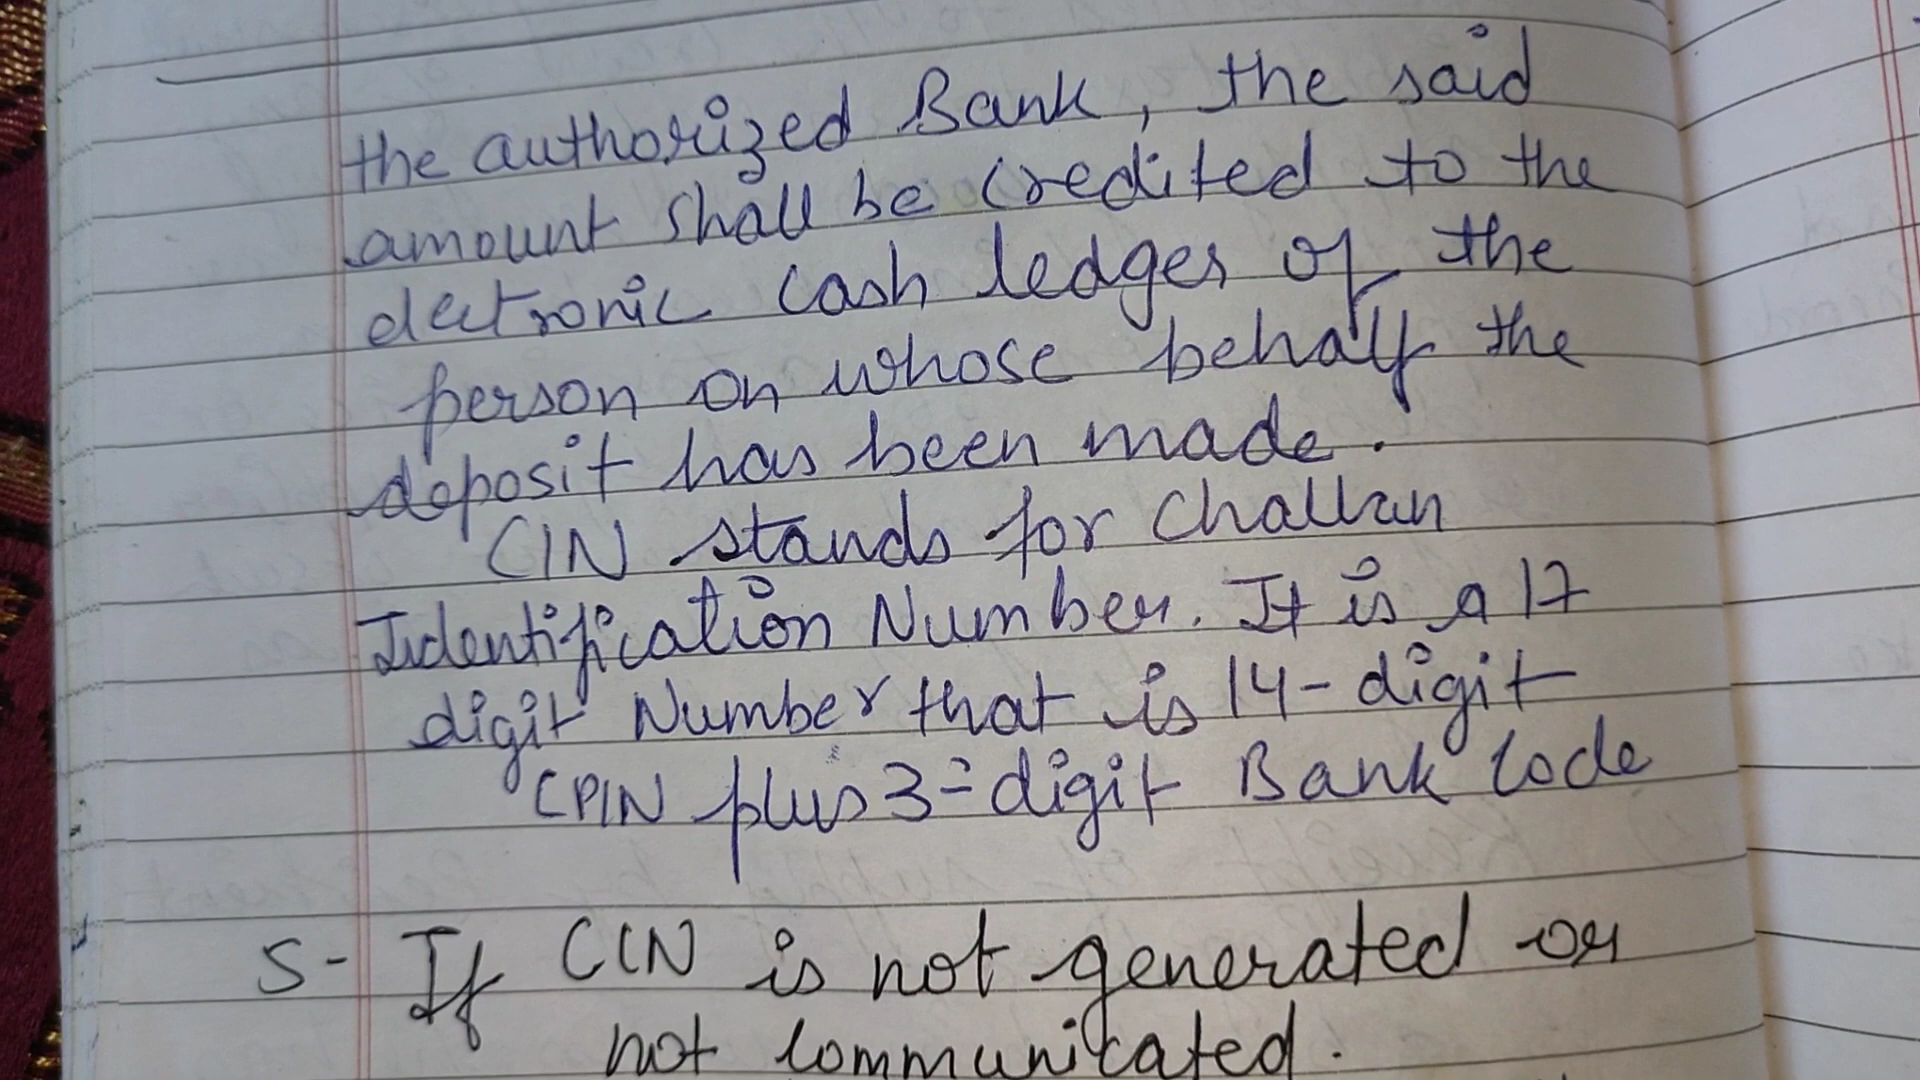 the authorized Bank, the said
amount shall be credited to the
electronic cash ledger of the
person on whose behalf the
deposit has been made.
CIN stands for Challan
Identification Number. It is a 17
digit Number that is 14-digit
CPIN plus 3-digit Bank Code
5- If CIN is not generated or
not communicated.